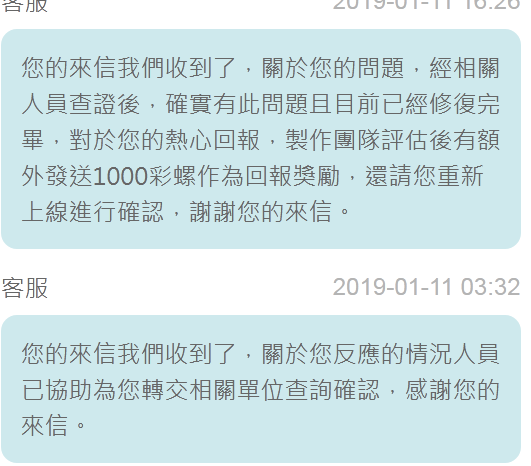 客服 2019-01-11 16:26
您的來信我們收到了，關於您的問題，經相關
人員查證後，確實有此問題且目前已經修復完
畢，對於您的熱心回報，製作團隊評估後有額
外發送1000彩螺作為回報獎勵，還請您重新
上線進行確認，謝謝您的來信。
客服 2019-01-11 03:32
您的來信我們收到了，關於您反應的情況人員
已協助為您轉交相關單位查詢確認，感謝您的
來信。